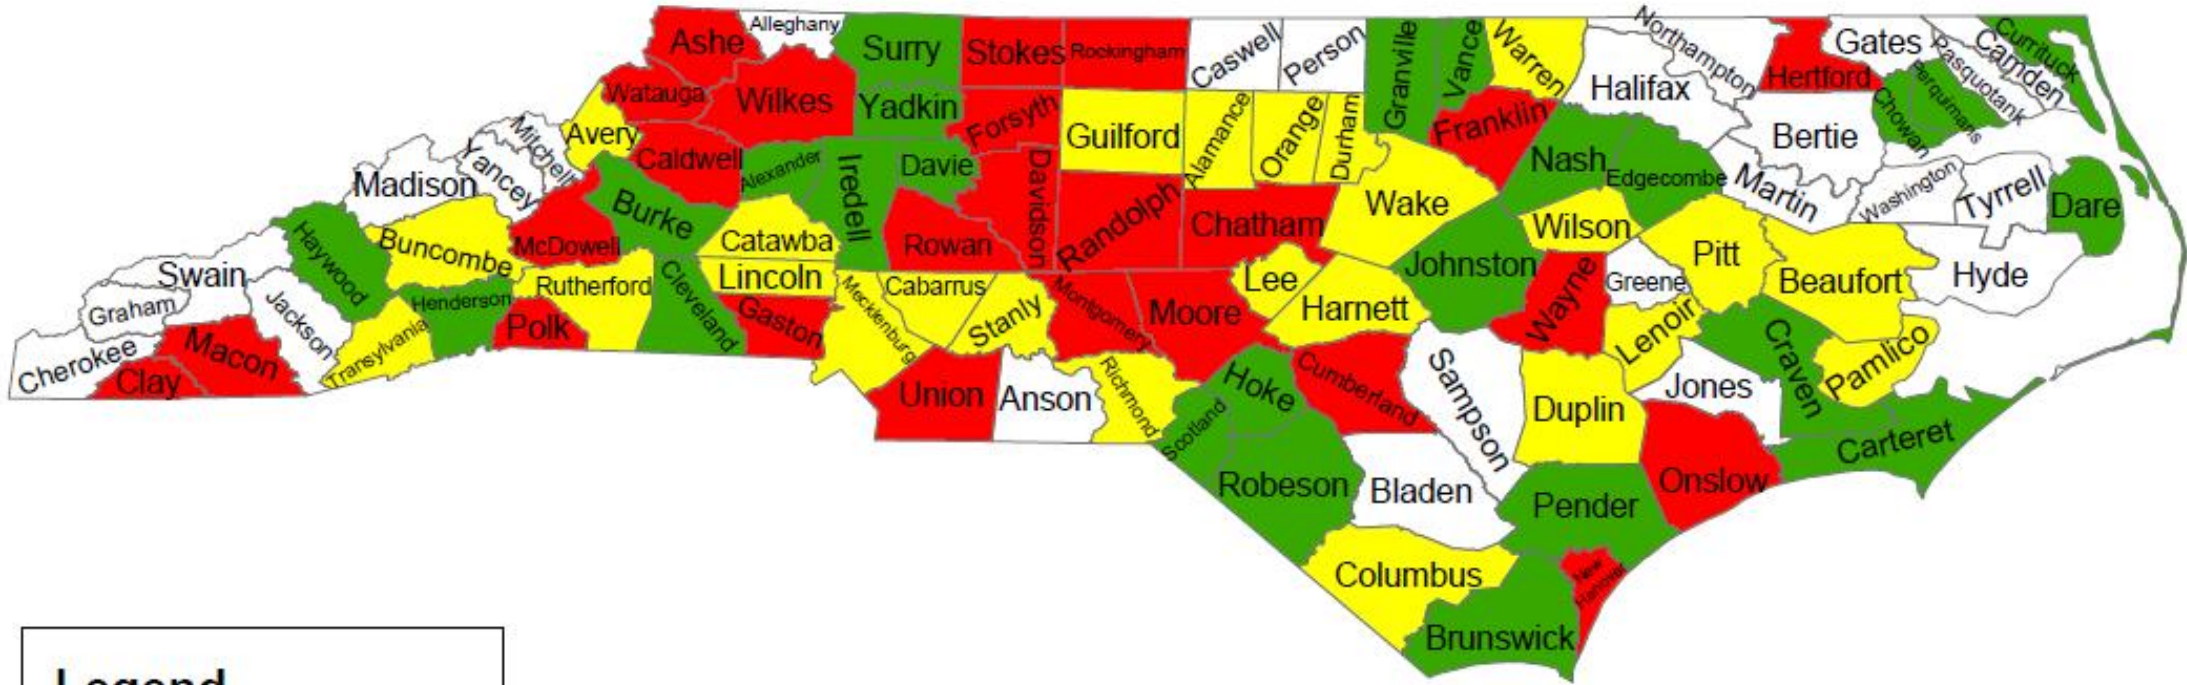 Ashe
Alleghany
Surry
Stokes
Rockingham
Caswell
Person
Granville
Vance
Warren
Northampton
Gates
Camden
Currituck
Pasquotank
Perquimans
Chowan
Hertford
Halifax
Bertie
Watauga
Wilkes
Yadkin
Forsyth
Guilford
Alamance
Orange
Durham
Franklin
Nash
Edgecombe
Martin
Washington
Tyrrell
Dare
Avery
Mitchell
Yancey
Madison
Caldwell
Alexander
Iredell
Davie
Davidson
Randolph
Chatham
Wake
Wilson
Pitt
Beaufort
Hyde
Haywood
Buncombe
McDowell
Burke
Catawba
Rowan
Johnston
Wayne
Greene
Swain
Graham
Jackson
Henderson
Rutherford
Cleveland
Lincoln
Mecklenburg
Cabarrus
Stanly
Montgomery
Moore
Lee
Harnett
Lenoir
Craven
Pamlico
Cherokee
Clay
Macon
Transylvania
Polk
Gaston
Union
Anson
Richmond
Scotland
Hoke
Cumberland
Sampson
Duplin
Jones
Carteret
Robeson
Bladen
Pender
Onslow
Columbus
New
Hanover
Brunswick
Legend